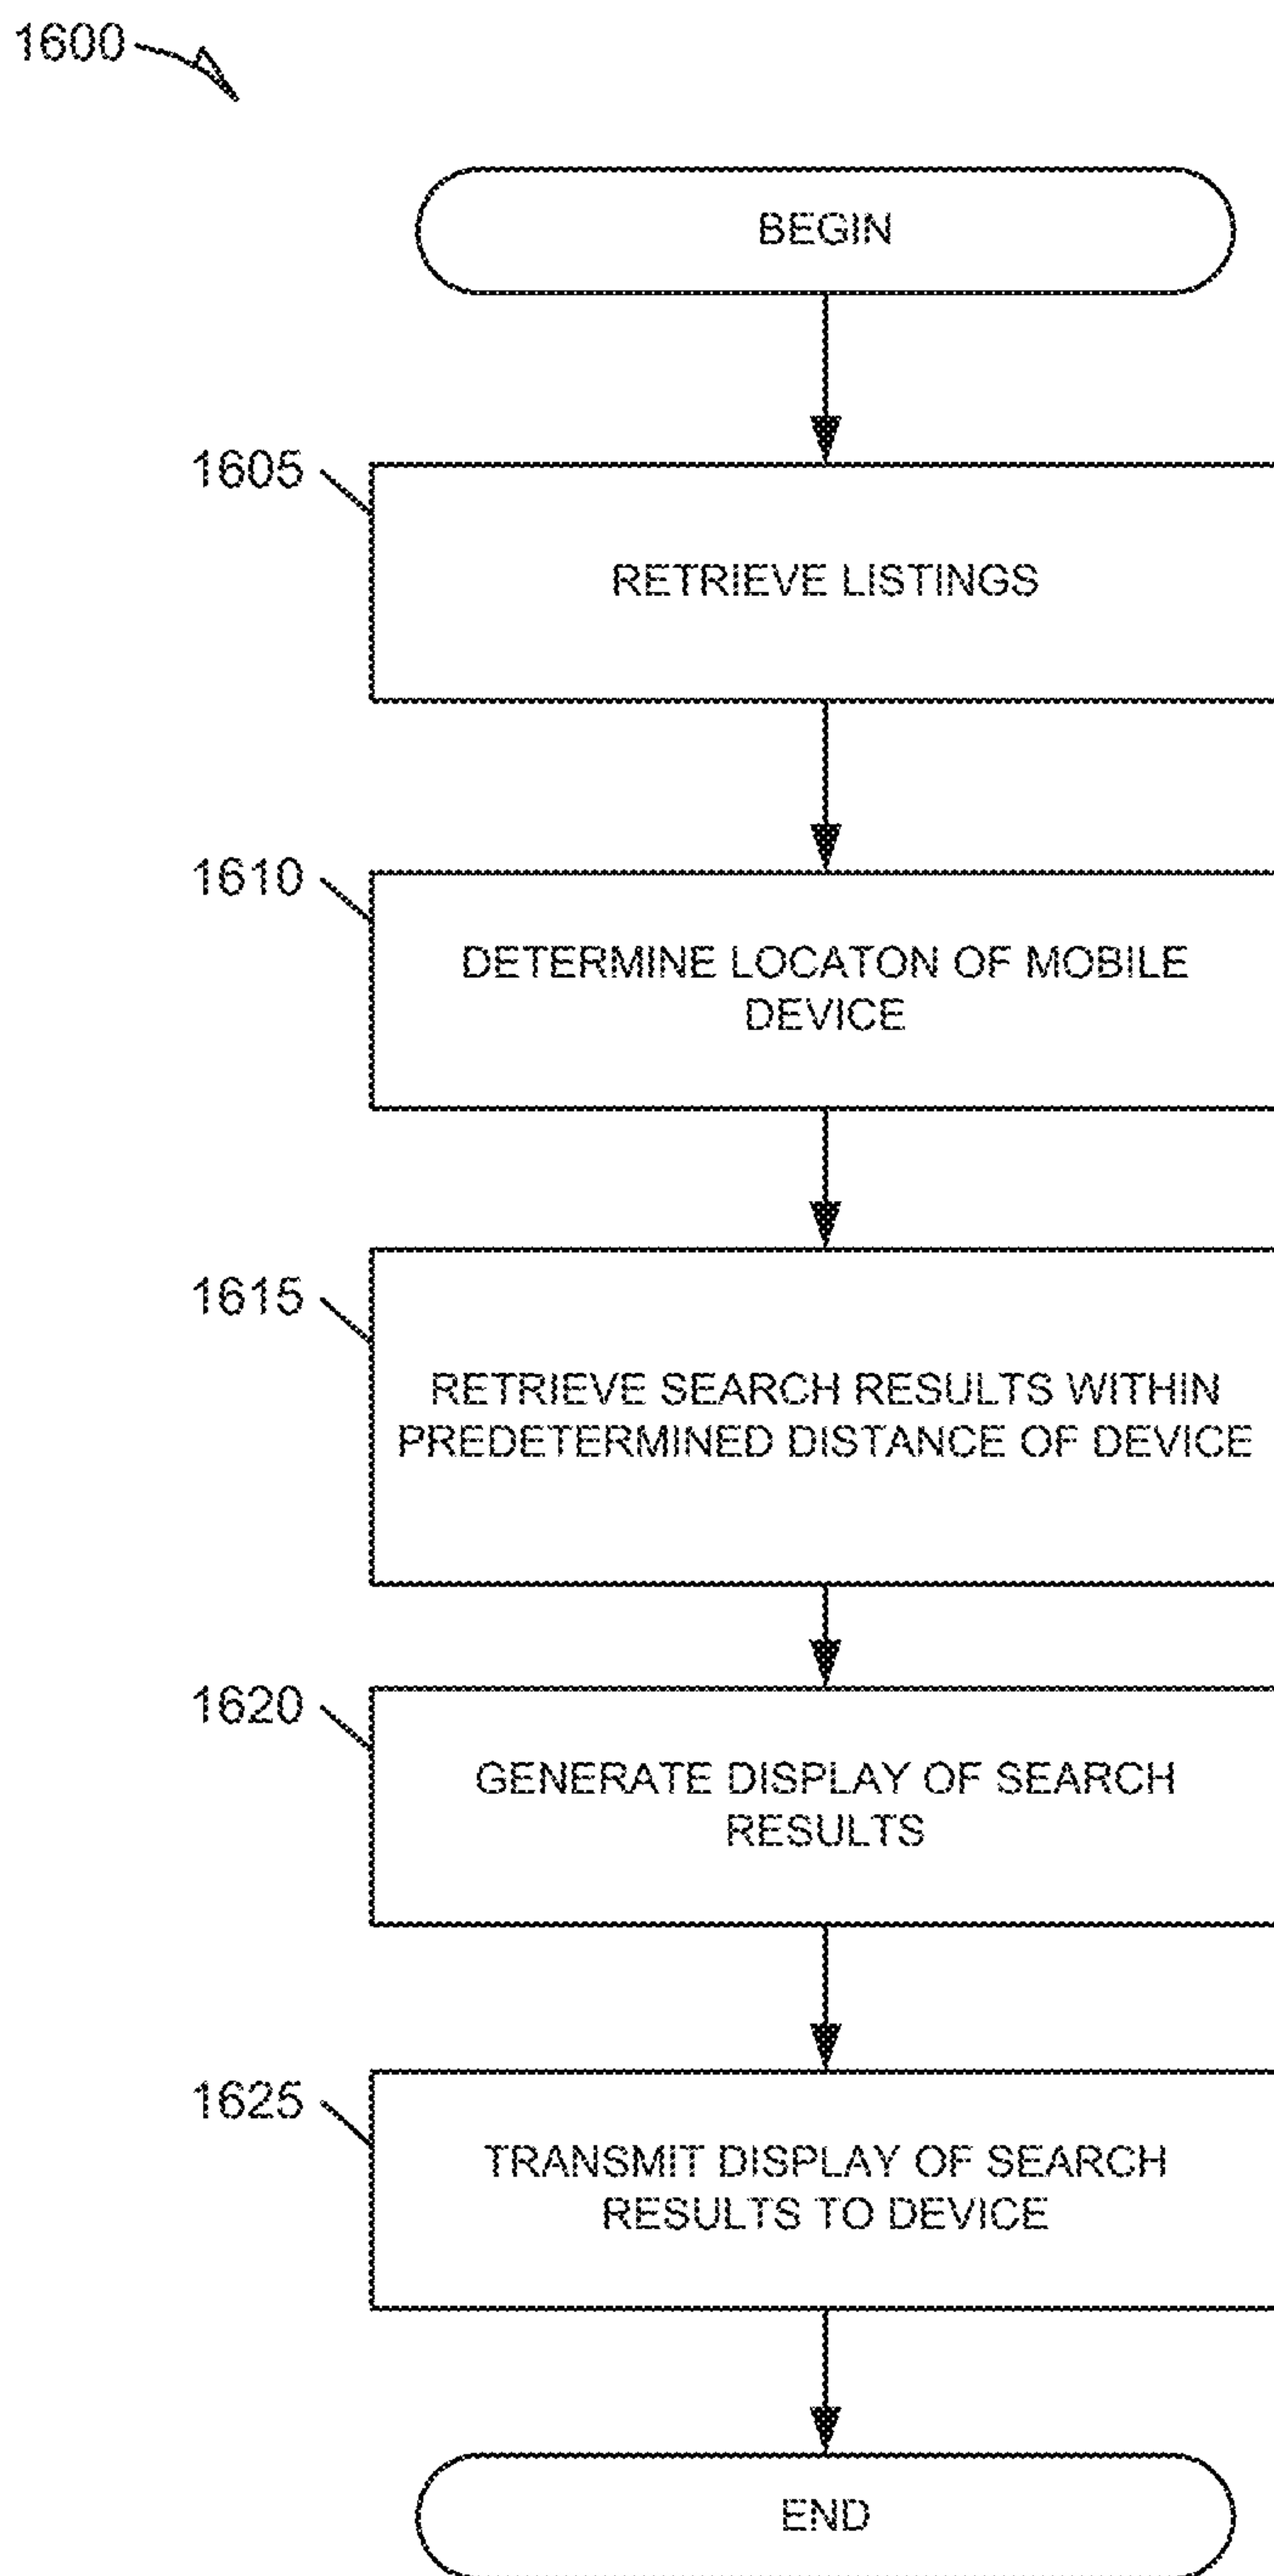 1600
BEGIN
1605
RETRIEVE LISTINGS
1610
DETERMINE LOCATON OF MOBILE
DEVICE
1615
RETRIEVE SEARCH RESULTS WITHIN
PREDETERMINED DISTANCE OF DEVICE
1620
GENERATE DISPLAY OF SEARCH
RESULTS
1625
TRANSMIT DISPLAY OF SEARCH
RESULTS TO DEVICE
END